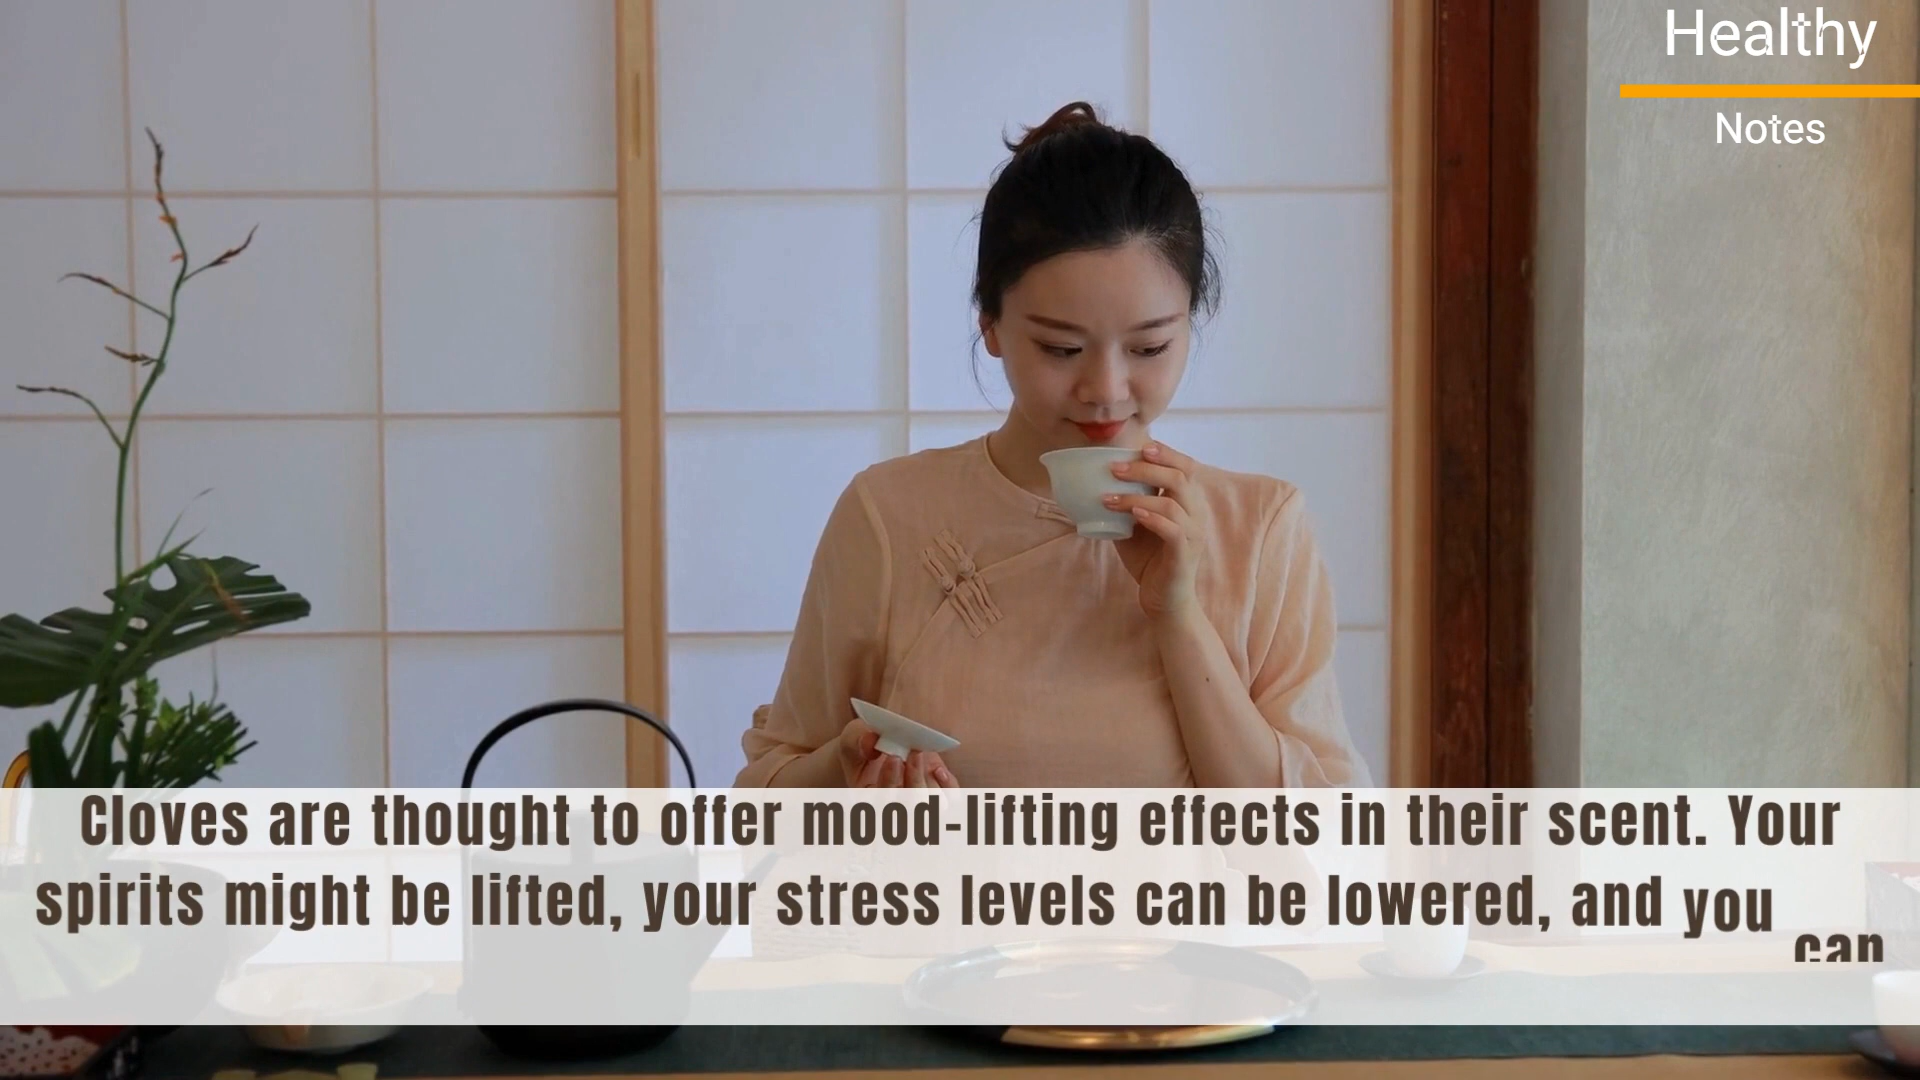 Healthy
Notes
Cloves are thought to offer mood-lifting effects in their scent. Your
spirits might be lifted, your stress levels can be lowered, and you
can